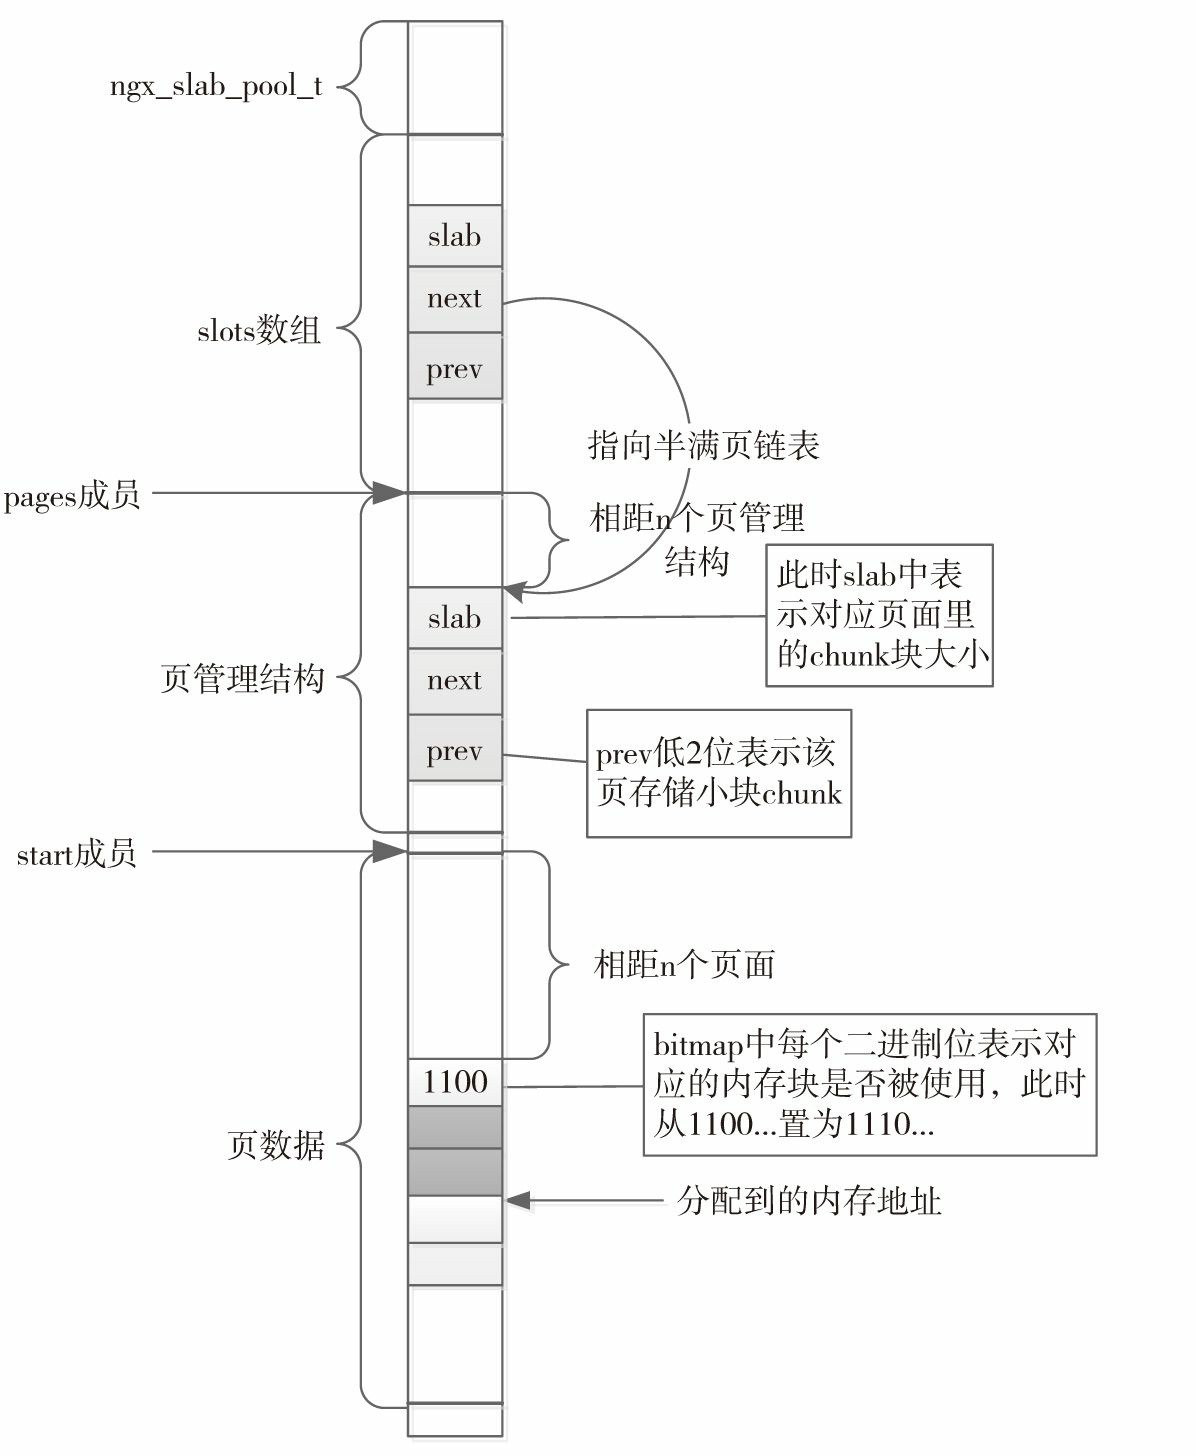 ngx_slab_pool_t
slab
next
slots数组
prev
指向半满页链表
pages成员
相距n个页管理
结构
此时slab中表
示对应页面里
的chunk块大小
slab
页管理结构
next
prev
prev低2位表示该
页存储小块chunk
start成员
相距n个页面
bitmap中每个二进制位表示对
应的内存块是否被使用，此时
从1100...置为1110...
1100
页数据
分配到的内存地址